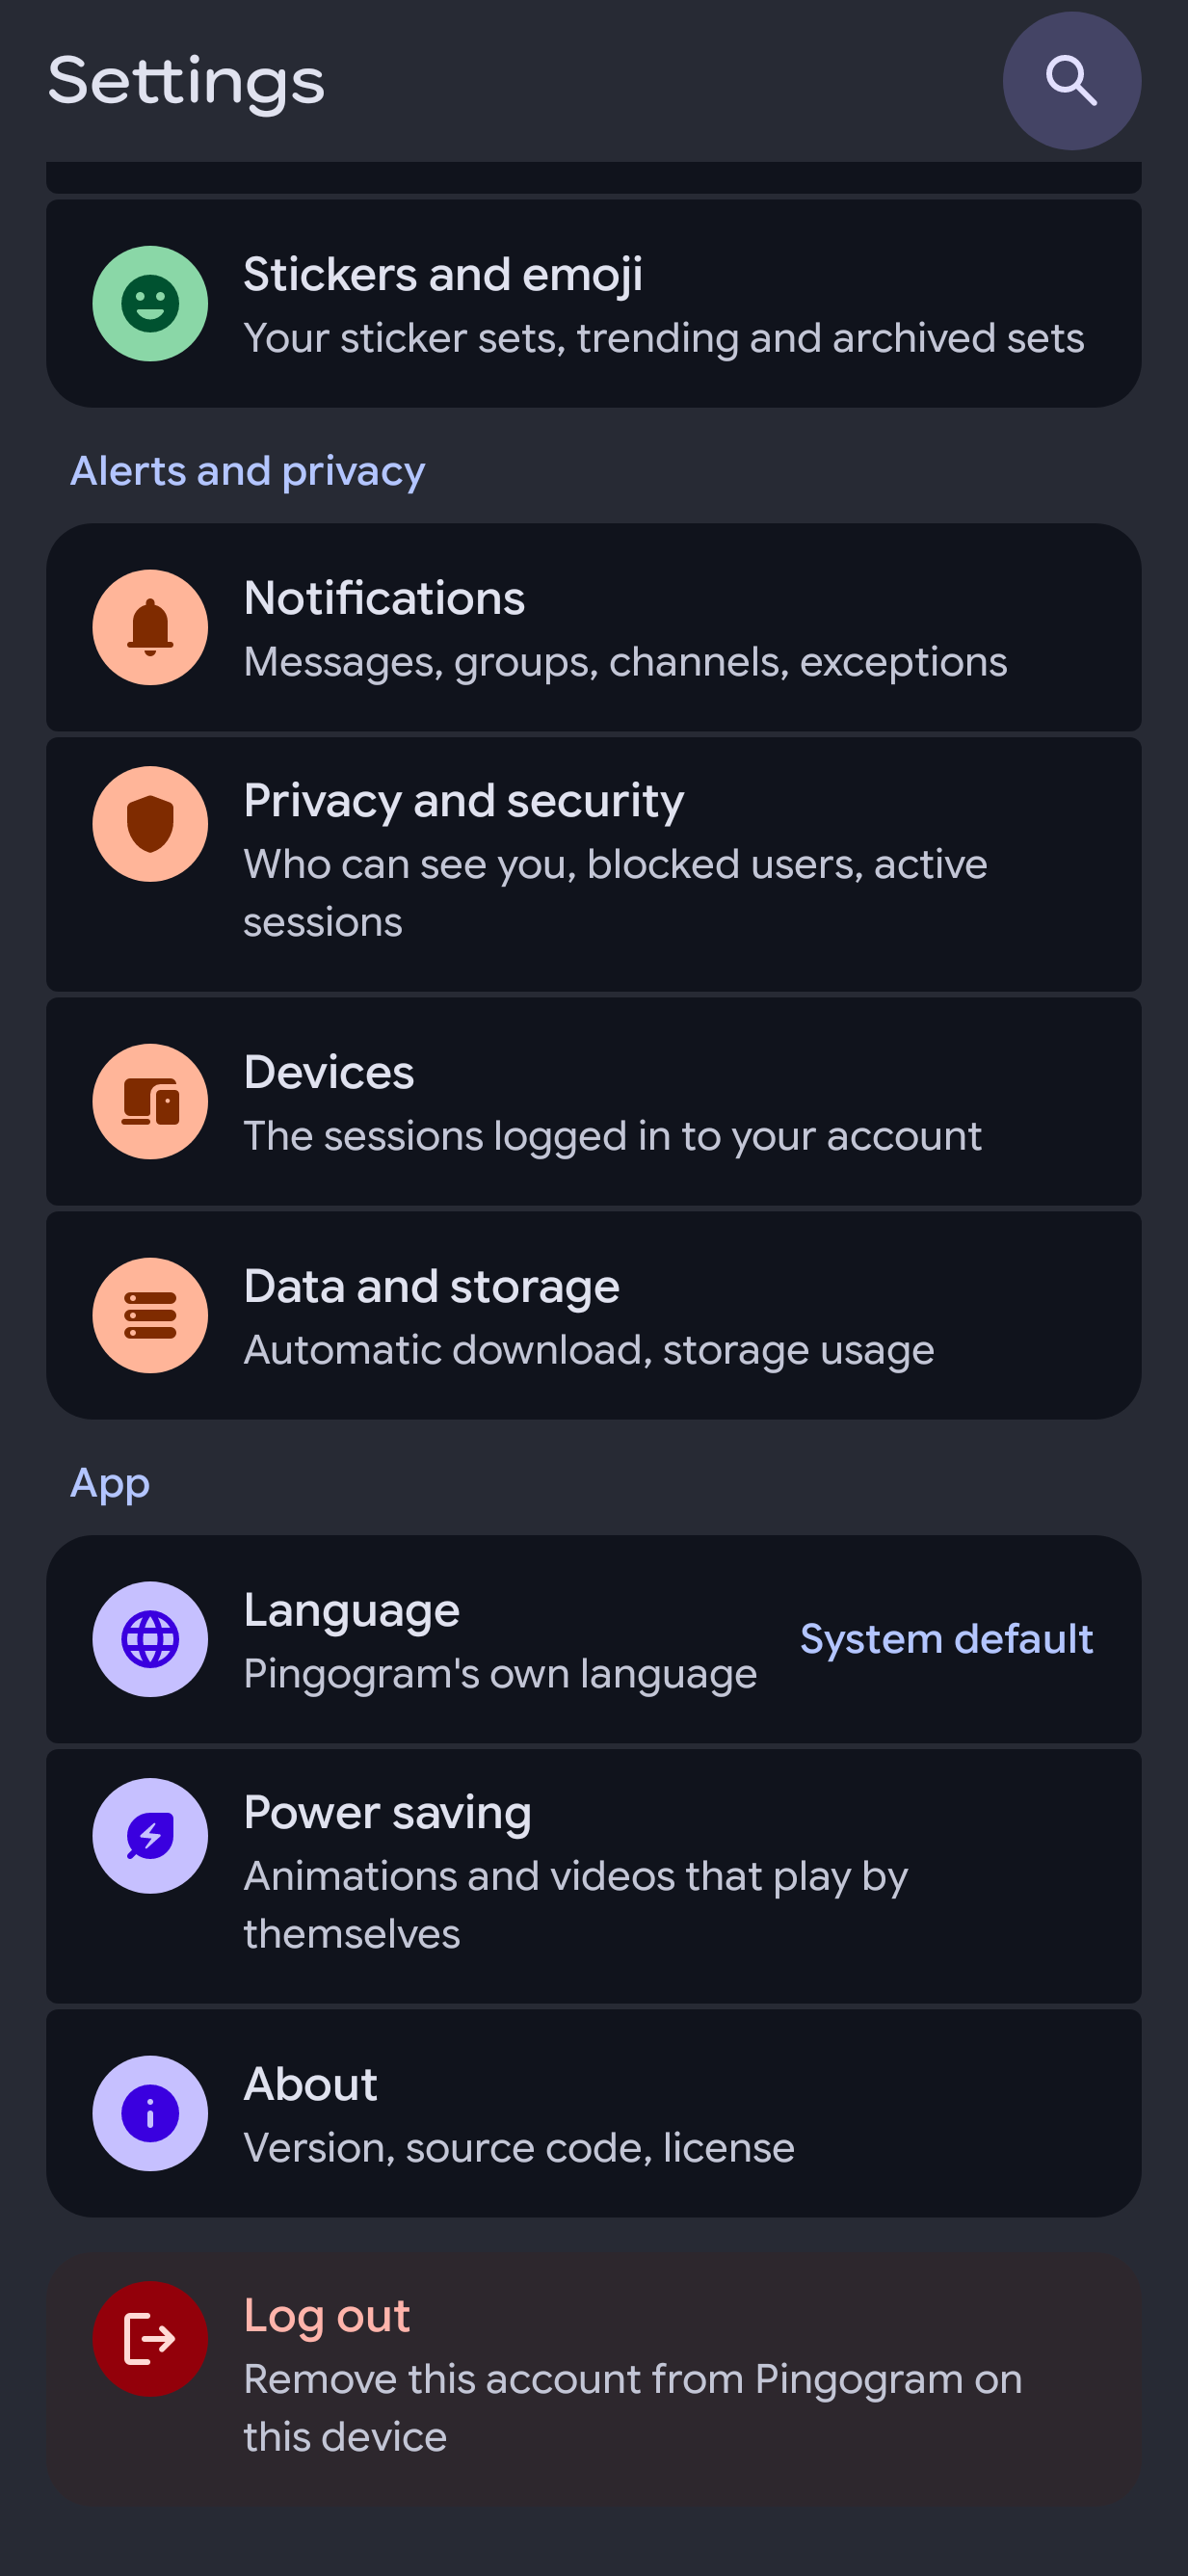 Settings
Stickers and emoji
Your sticker sets, trending and archived sets
Alerts and privacy
Notifications
Messages, groups, channels, exceptions
Privacy and security
Who can see you, blocked users, active
sessions
Devices
The sessions logged in to your account
Data and storage
Automatic download, storage usage
App
Language
Pingogram's own language
System default
Power saving
Animations and videos that play by
themselves
About
Version, source code, license
Log out
Remove this account from Pingogram on
this device